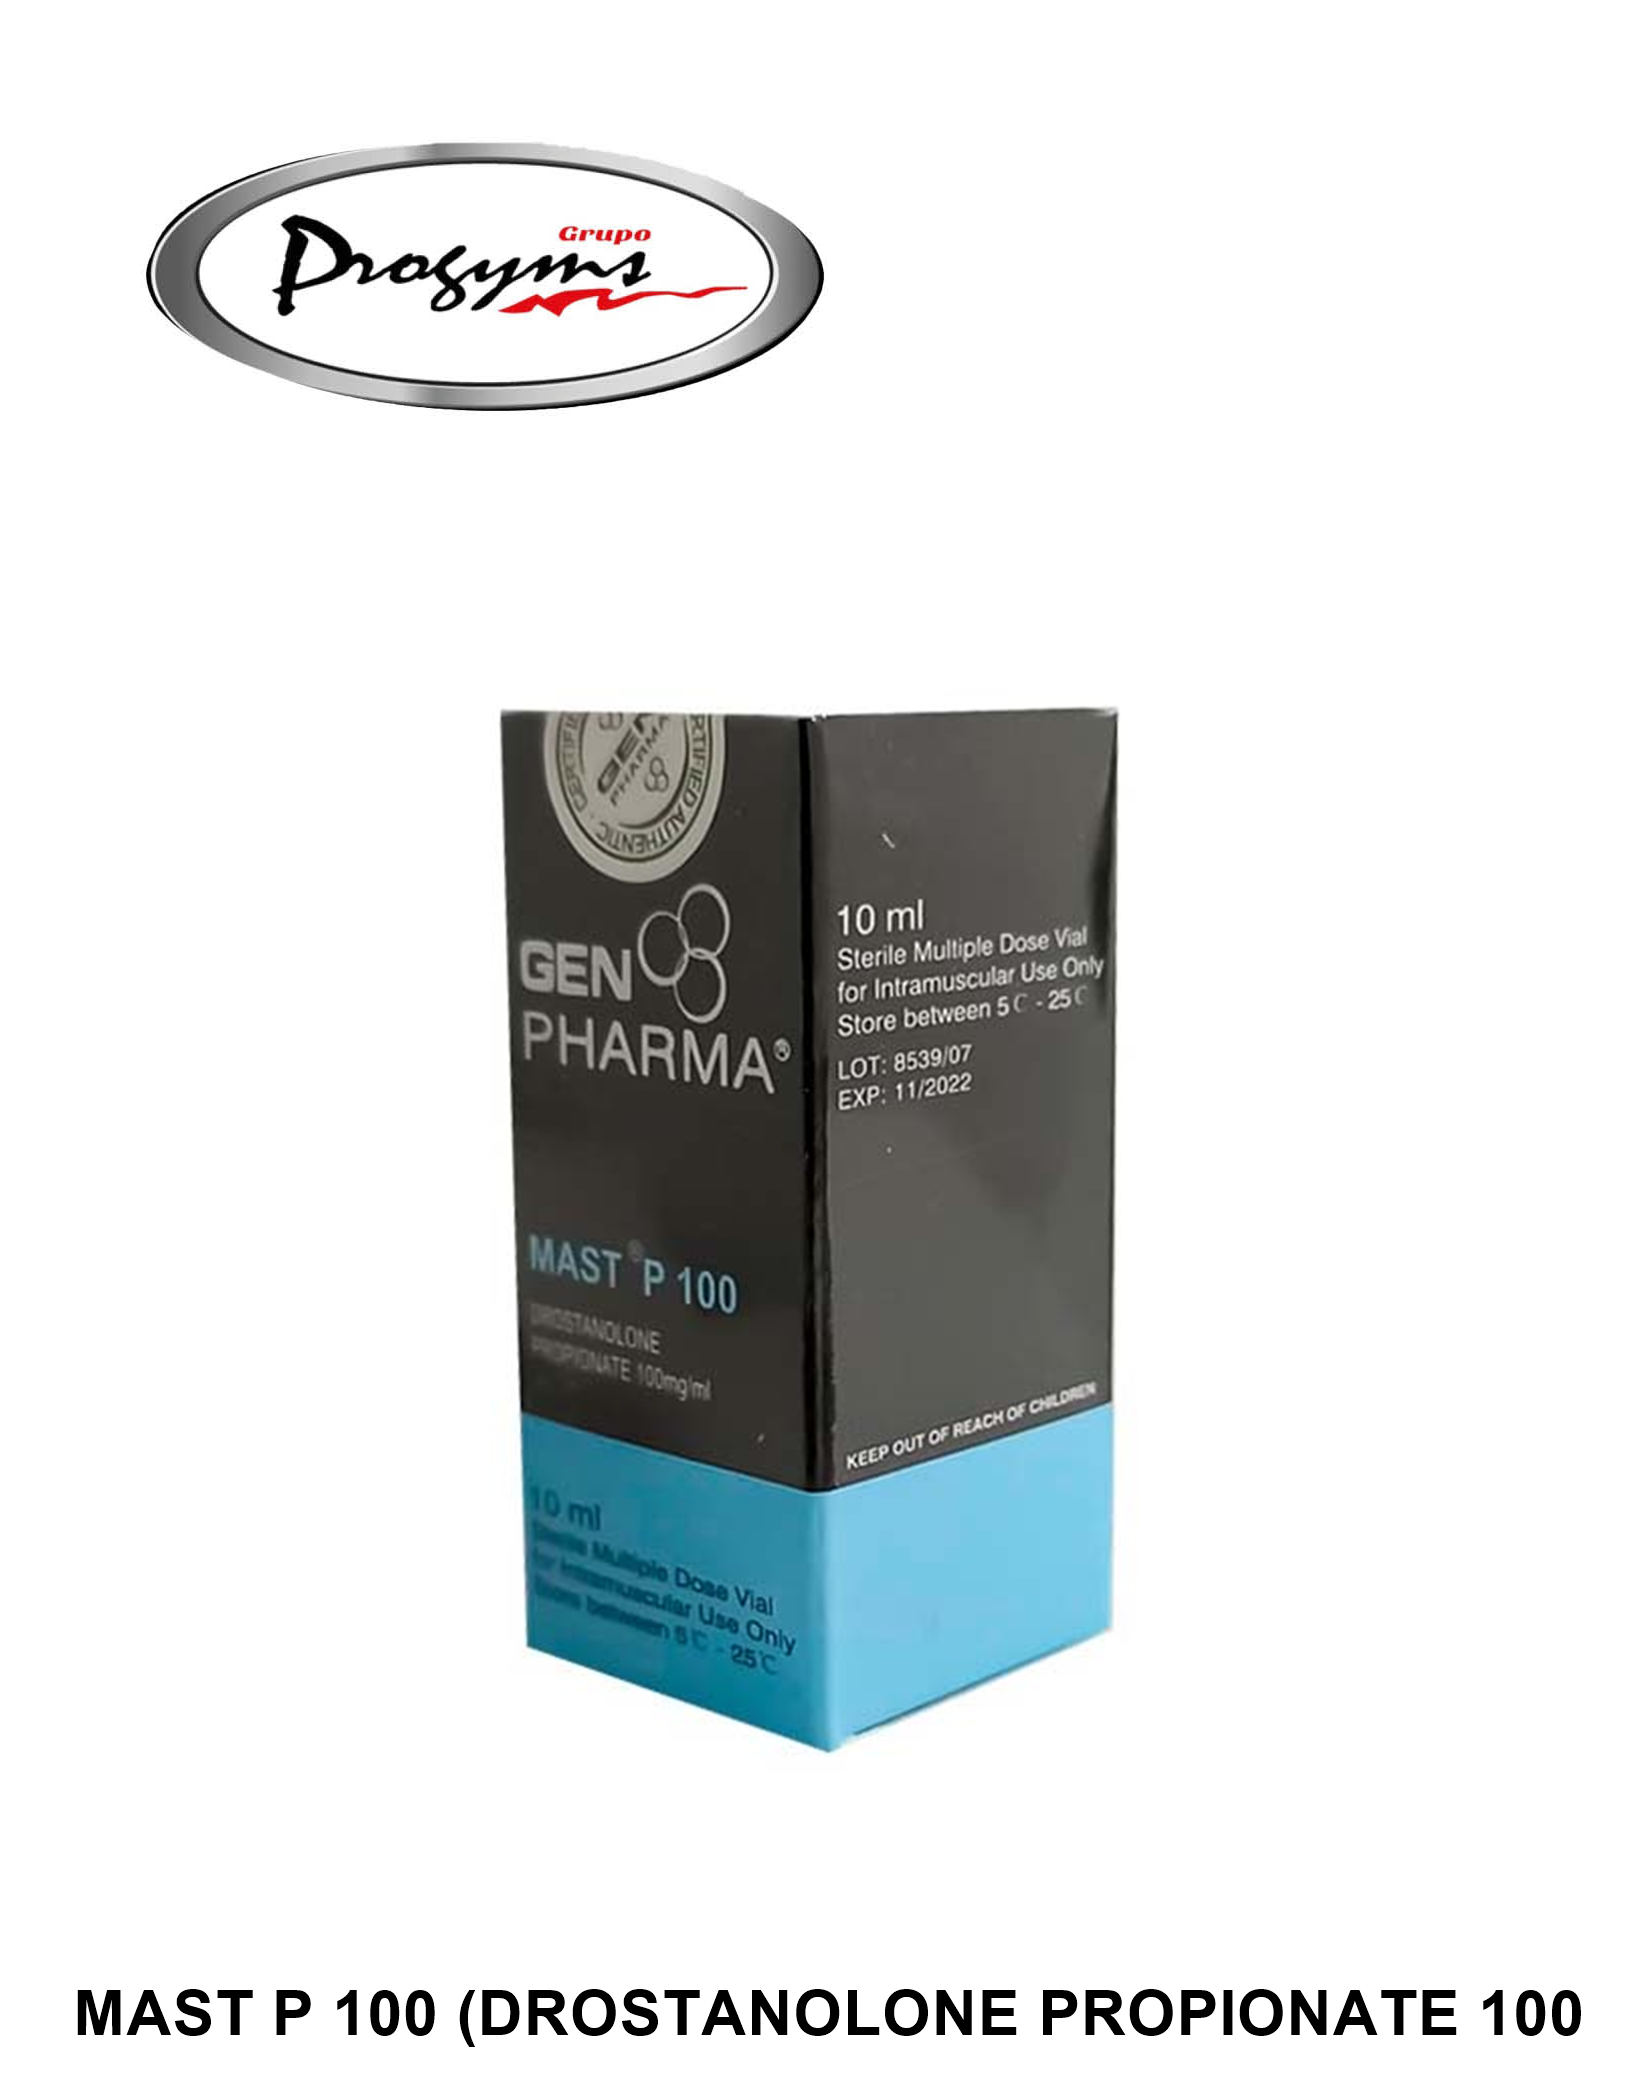 Grupo
Progyms
CERTIFIED AUTHENTIC
GEN
PHARMA
GEN
PHARMA®
MAST® P 100
DROSTANOLONE
PROPIONATE 100mg/ml
10 ml
Sterile Multiple Dose Vial
for Intramuscular Use Only
Store between 5℃ - 25℃
10 ml
Sterile Multiple Dose Vial
for Intramuscular Use Only
Store between 5℃ - 25℃
LOT: 8539/07
EXP: 11/2022
KEEP OUT OF REACH OF CHILDREN
MAST P 100 (DROSTANOLONE PROPIONATE 100